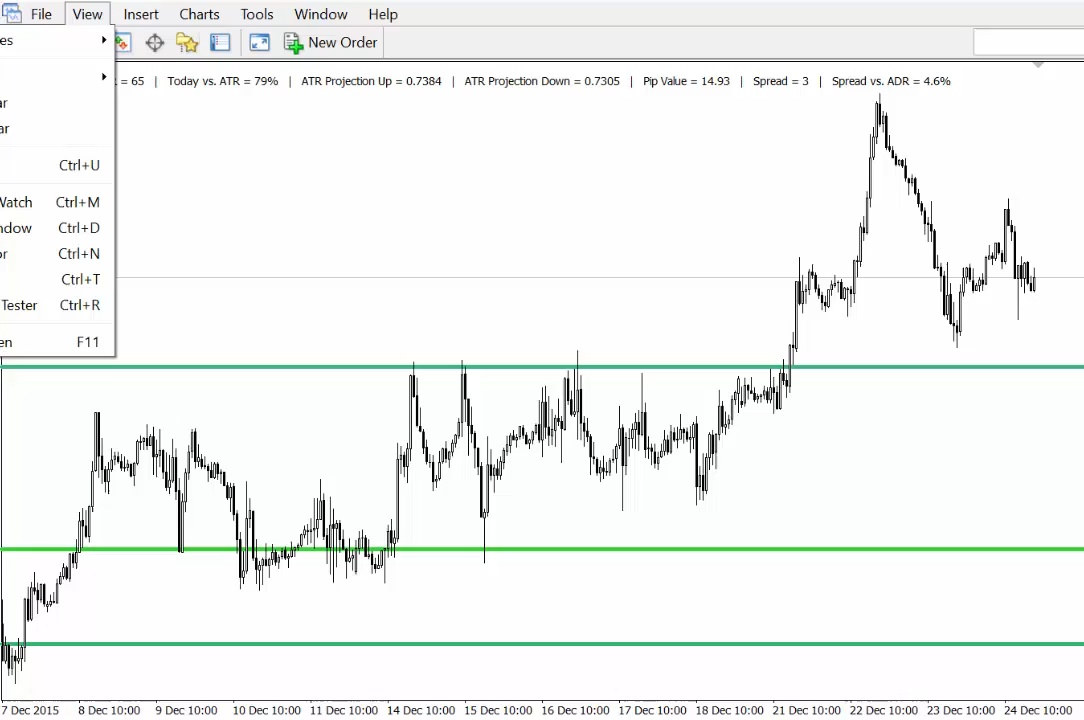 File View Insert Charts Tools Window Help
es
New Order
= 65 | Today vs. ATR = 79% | ATR Projection Up = 0.7384 | ATR Projection Down = 0.7305 | Pip Value = 14.93 | Spread = 3 | Spread vs. ADR = 4.6%
ar
ar
Ctrl+U
Watch Ctrl+M
ndow Ctrl+D
or Ctrl+N
Ctrl+T
Tester Ctrl+R
en F11
7 Dec 2015 8 Dec 10:00 9 Dec 10:00 10 Dec 10:00 11 Dec 10:00 14 Dec 10:00 15 Dec 10:00 16 Dec 10:00 17 Dec 10:00 18 Dec 10:00 21 Dec 10:00 22 Dec 10:00 23 Dec 10:00 24 Dec 10:00